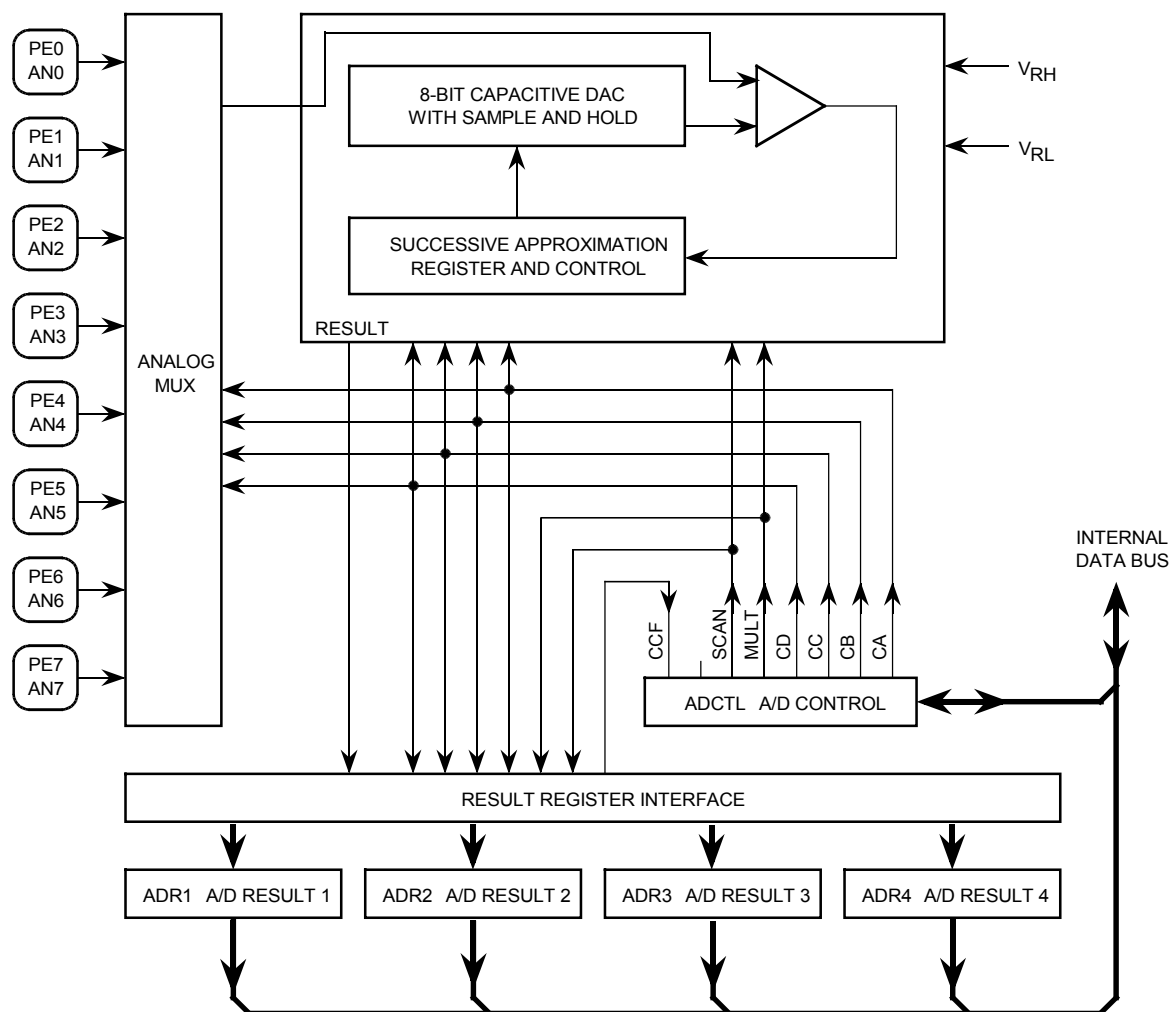 PE0
AN0
PE1
AN1
PE2
AN2
PE3
AN3
PE4
AN4
PE5
AN5
PE6
AN6
PE7
AN7
ANALOG
MUX
8-BIT CAPACITIVE DAC
WITH SAMPLE AND HOLD
SUCCESSIVE APPROXIMATION
REGISTER AND CONTROL
RESULT
VRH
VRL
INTERNAL
DATA BUS
CCF
SCAN
MULT
CD
CC
CB
CA
ADCTL A/D CONTROL
RESULT REGISTER INTERFACE
ADR1 A/D RESULT 1
ADR2 A/D RESULT 2
ADR3 A/D RESULT 3
ADR4 A/D RESULT 4